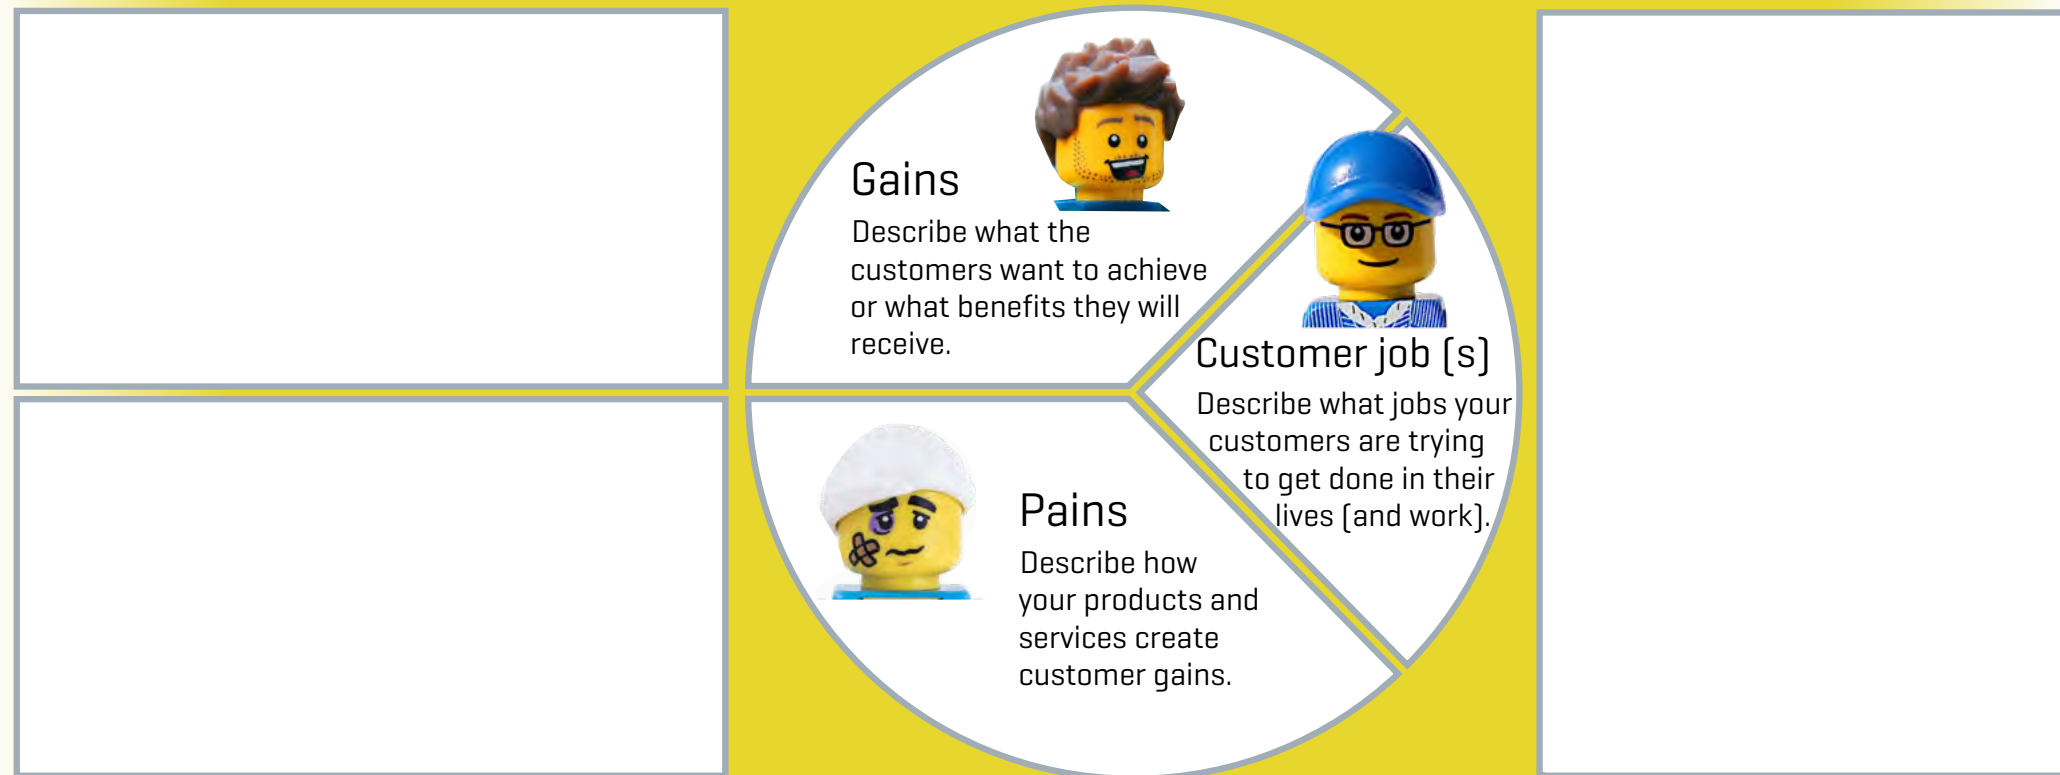 Gains
Describe what the
customers want to achieve
or what benefits they will
receive.
Customer job (s)
Describe what jobs your
customers are trying
to get done in their
lives (and work).
Pains
Describe how
your products and
services create
customer gains.